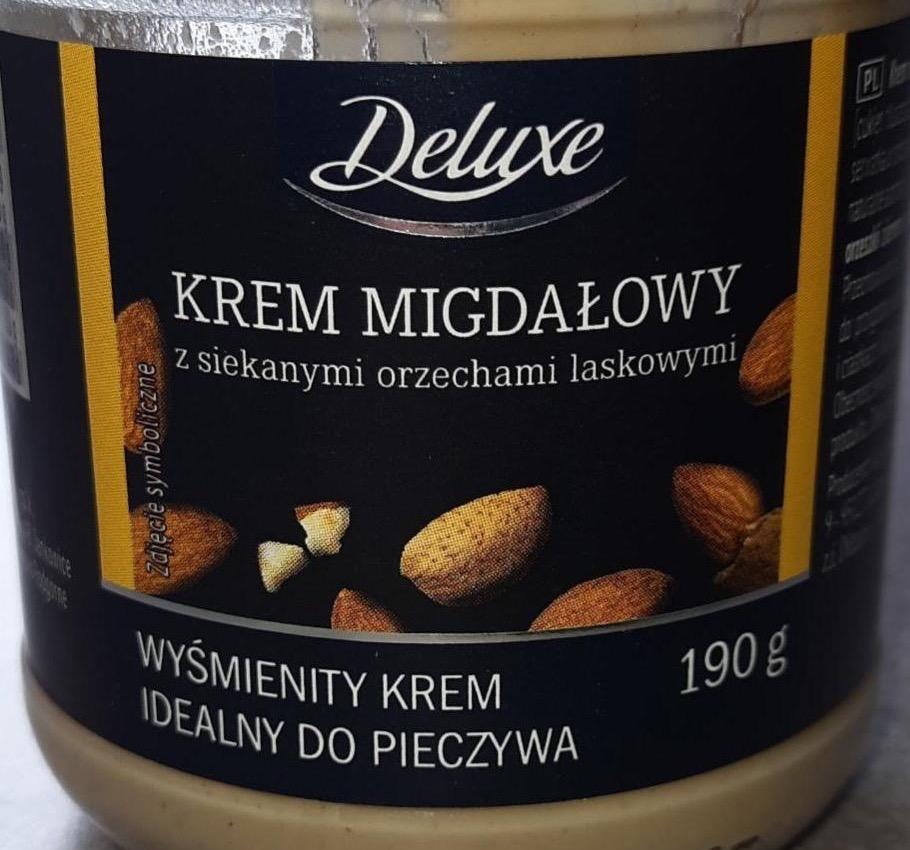 Deluxe
KREM MIGDAŁOWY
z siekanymi orzechami laskowymi
Zdjęcie symboliczne
WYŚMIENITY KREM
IDEALNY DO PIECZYWA
190 g
PL